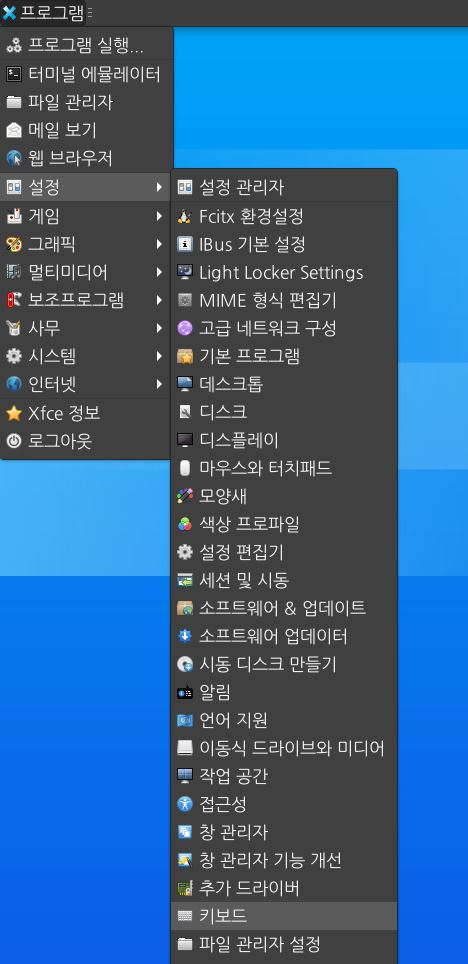 프로그램
프로그램 실행...
터미널 에뮬레이터
파일 관리자
메일 보기
웹 브라우저
설정
게임
그래픽
멀티미디어
보조프로그램
사무
시스템
인터넷
Xfce 정보
로그아웃
설정 관리자
Fcitx 환경설정
IBus 기본 설정
Light Locker Settings
MIME 형식 편집기
고급 네트워크 구성
기본 프로그램
데스크톱
디스크
디스플레이
마우스와 터치패드
모양새
색상 프로파일
설정 편집기
세션 및 시동
소프트웨어 & 업데이트
소프트웨어 업데이터
시동 디스크 만들기
알림
언어 지원
이동식 드라이브와 미디어
작업 공간
접근성
창 관리자
창 관리자 기능 개선
추가 드라이버
키보드
파일 관리자 설정